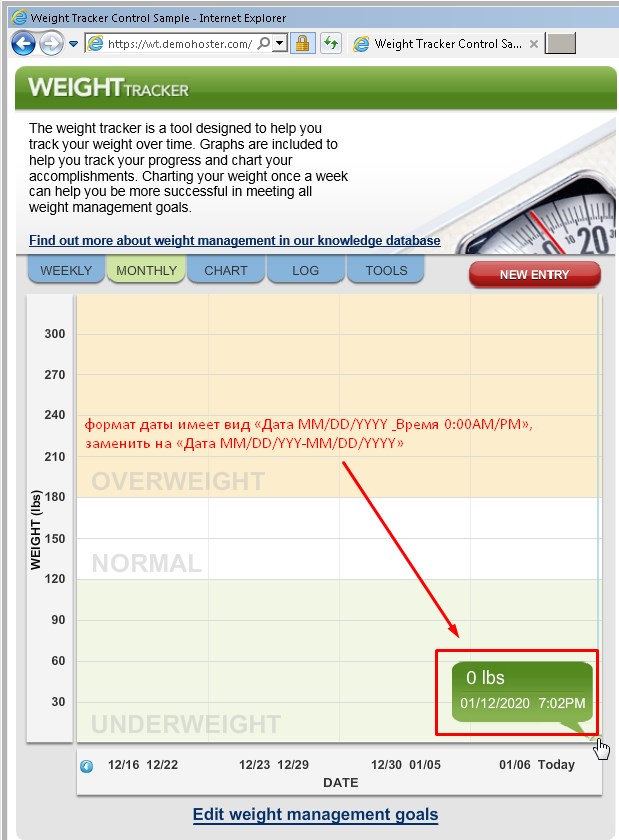 Weight Tracker Control Sample - Internet Explorer
https://wt.demohoster.com/
Weight Tracker Control Sa...
WEIGHT TRACKER
The weight tracker is a tool designed to help you
track your weight over time. Graphs are included to
help you track your progress and chart your
accomplishments. Charting your weight once a week
can help you be more successful in meeting all
weight management goals.
Find out more about weight management in our knowledge database
10 20
WEEKLY MONTHLY CHART LOG TOOLS NEW ENTRY
300
270
240
формат даты имеет вид «Дата MM/DD/YYYY _Время 0:00AM/PM»,
заменить на «Дата MM/DD/YYY-MM/DD/YYYY»
210
OVERWEIGHT
180
WEIGHT (lbs)
150
NORMAL
120
90
60
0 lbs
01/12/2020 7:02PM
30
UNDERWEIGHT
12/16 12/22 12/23 12/29 12/30 01/05 01/06 Today
DATE
Edit weight management goals